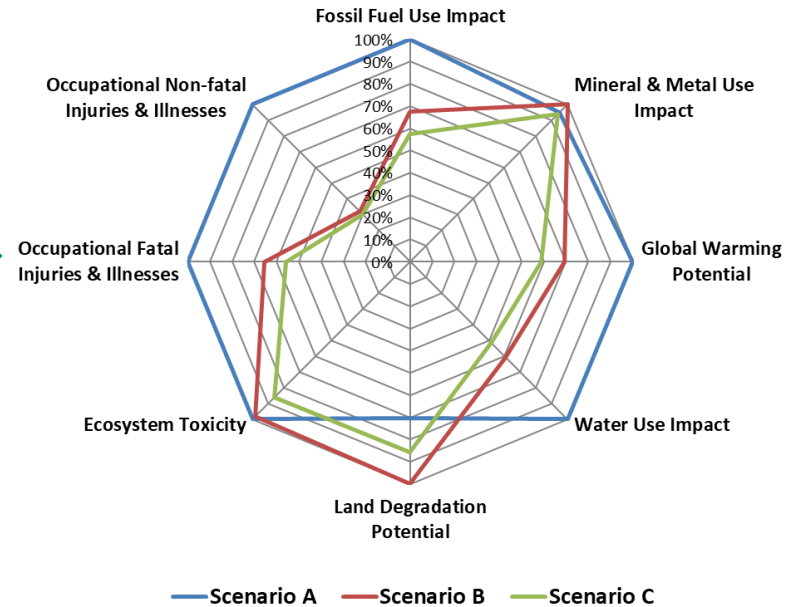 Fossil Fuel Use Impact
100%
90%
80%
70%
60%
50%
40%
30%
20%
10%
0%
Occupational Non-fatal
Injuries & Illnesses
Mineral & Metal Use
Impact
Occupational Fatal
Injuries & Illnesses
Global Warming
Potential
Ecosystem Toxicity
Water Use Impact
Land Degradation
Potential
Scenario A Scenario B Scenario C